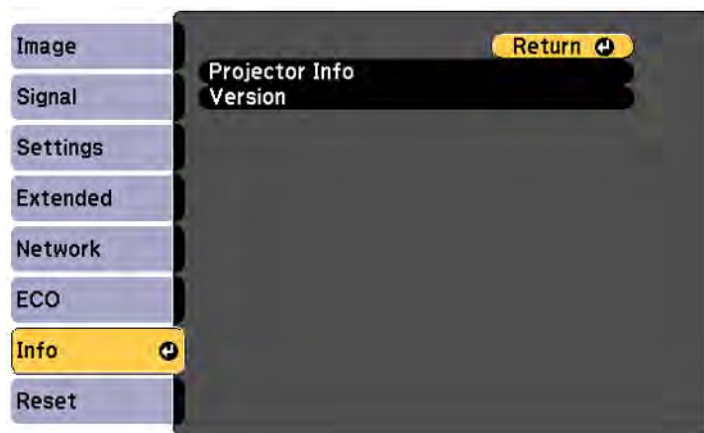 Image
Signal
Settings
Extended
Network
ECO
Info
Reset
Return
Projector Info
Version